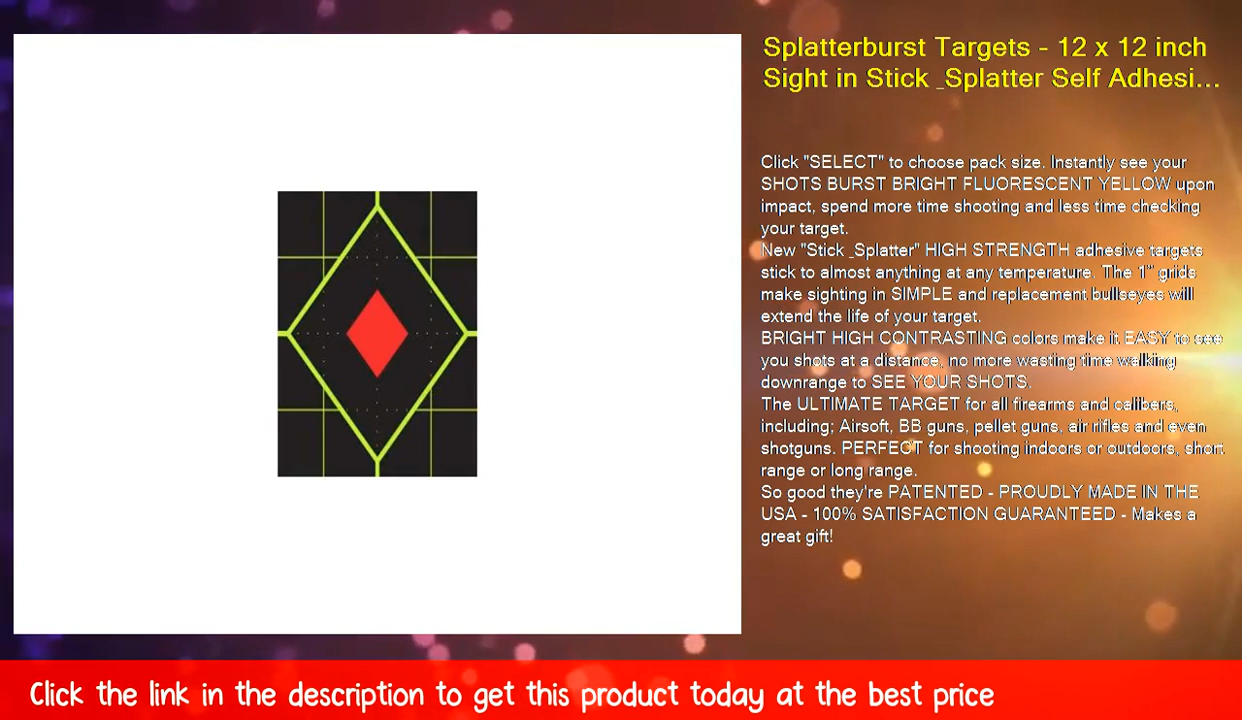 Splatterburst Targets - 12 x 12 inch
Sight in Stick _Splatter Self Adhesi...
Click "SELECT" to choose pack size. Instantly see your
SHOTS BURST BRIGHT FLUORESCENT YELLOW upon
impact, spend more time shooting and less time checking
your target.
New "Stick _Splatter" HIGH STRENGTH adhesive targets
stick to almost anything at any temperature. The 1" grids
make sighting in SIMPLE and replacement bullseyes will
extend the life of your target.
BRIGHT HIGH CONTRASTING colors make it EASY to see
you shots at a distance, no more wasting time walking
downrange to SEE YOUR SHOTS.
The ULTIMATE TARGET for all firearms and calibers,
including; Airsoft, BB guns, pellet guns, air rifles and even
shotguns. PERFECT for shooting indoors or outdoors, short
range or long range.
So good they're PATENTED - PROUDLY MADE IN THE
USA - 100% SATISFACTION GUARANTEED - Makes a
great gift!
Click the link in the description to get this product today at the best price